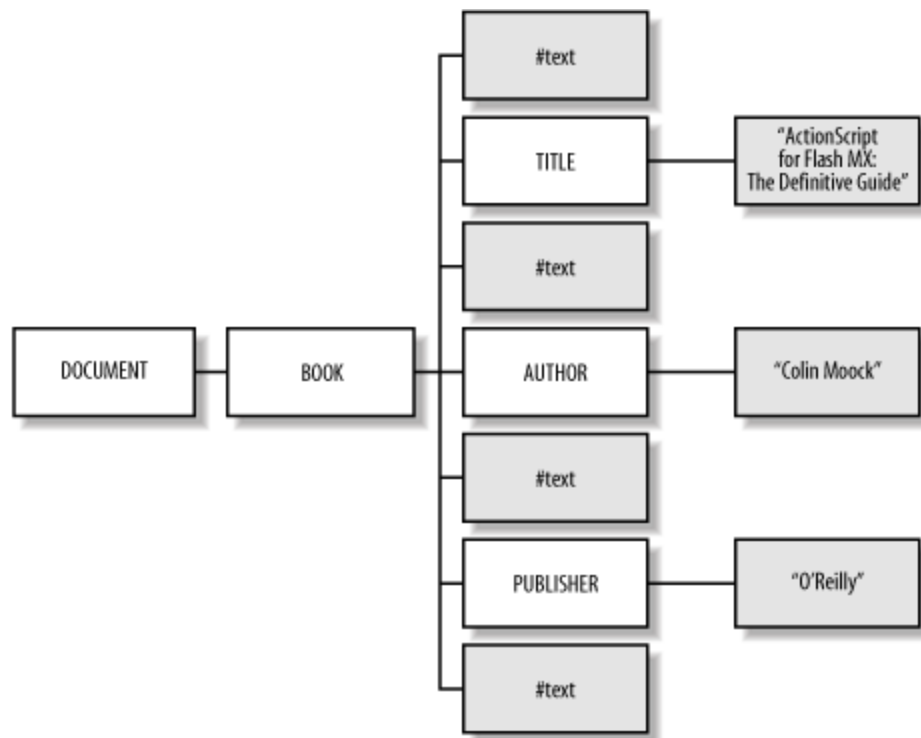 #text
TITLE
“ActionScript
for Flash MX:
The Definitive Guide”
#text
DOCUMENT
BOOK
AUTHOR
“Colin Moock”
#text
PUBLISHER
“O’Reilly”
#text